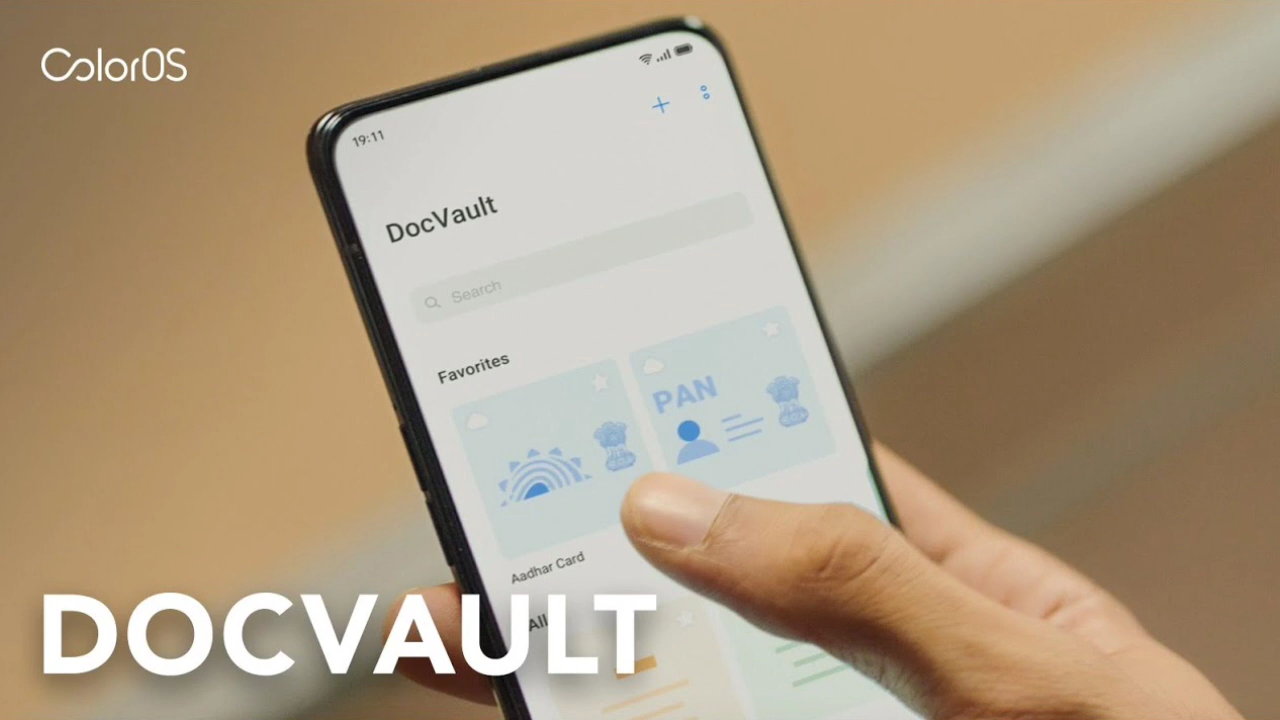 ColorOS
19:11
DocVault
Search
Favorites
PAN
Aadhar Card
All
DOCVAULT